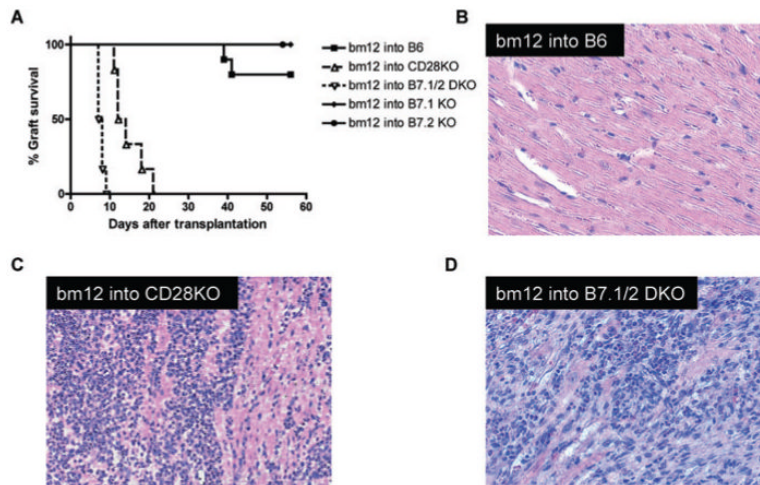 A
% Graft survival
100
50
0
0 10 20 30 40 50 60
Days after transplantation
bm12 into B6
bm12 into CD28KO
bm12 into B7.1/2 DKO
bm12 into B7.1 KO
bm12 into B7.2 KO
B
bm12 into B6
C
bm12 into CD28KO
D
bm12 into B7.1/2 DKO